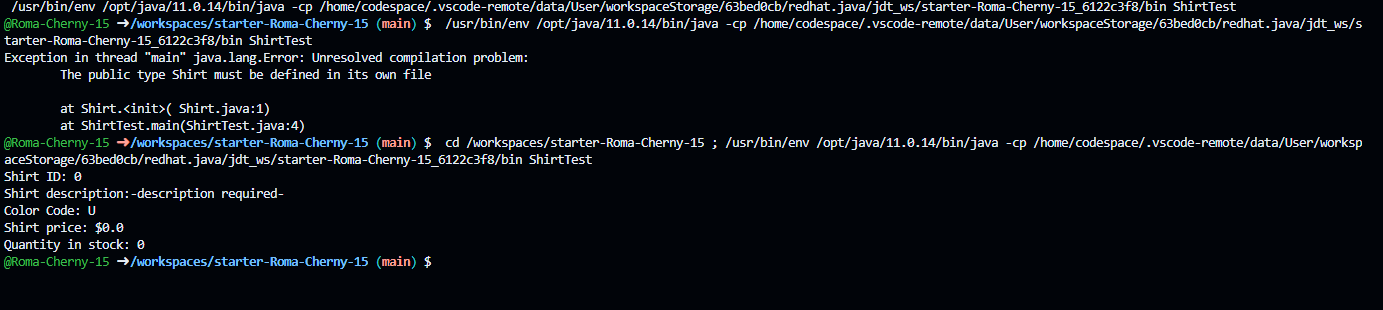 /usr/bin/env /opt/java/11.0.14/bin/java -cp /home/codespace/.vscode-remote/data/User/workspaceStorage/63bed0cb/redhat.java/jdt_ws/starter-Roma-Cherny-15_6122c3f8/bin ShirtTest
@Roma-Cherny-15 ➜/workspaces/starter-Roma-Cherny-15 (main) $  /usr/bin/env /opt/java/11.0.14/bin/java -cp /home/codespace/.vscode-remote/data/User/workspaceStorage/63bed0cb/redhat.java/jdt_ws/s
tarter-Roma-Cherny-15_6122c3f8/bin ShirtTest
Exception in thread "main" java.lang.Error: Unresolved compilation problem:
        The public type Shirt must be defined in its own file

        at Shirt.<init>( Shirt.java:1)
        at ShirtTest.main(ShirtTest.java:4)
@Roma-Cherny-15 ➜/workspaces/starter-Roma-Cherny-15 (main) $  cd /workspaces/starter-Roma-Cherny-15 ; /usr/bin/env /opt/java/11.0.14/bin/java -cp /home/codespace/.vscode-remote/data/User/worksp
aceStorage/63bed0cb/redhat.java/jdt_ws/starter-Roma-Cherny-15_6122c3f8/bin ShirtTest
Shirt ID: 0
Shirt description:-description required-
Color Code: U
Shirt price: $0.0
Quantity in stock: 0
@Roma-Cherny-15 ➜/workspaces/starter-Roma-Cherny-15 (main) $